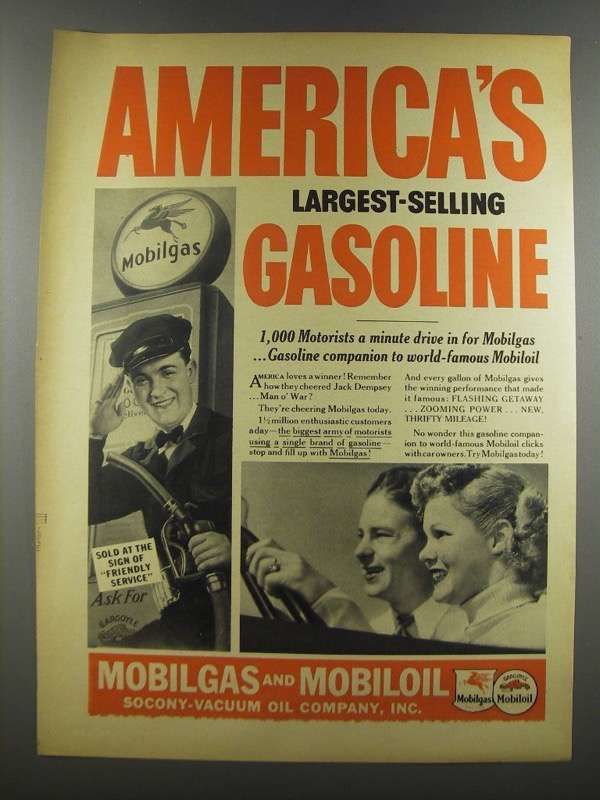 AMERICA'S
LARGEST-SELLING
GASOLINE
Mobilgas
1,000 Motorists a minute drive in for Mobilgas
...Gasoline companion to world-famous Mobiloil
AMERICA loves a winner! Remember
how they cheered Jack Dempsey
...Man o' War?
They're cheering Mobilgas today.
1½ million enthusiastic customers
a day—the biggest army of motorists
using a single brand of gasoline—
stop and fill up with Mobilgas!
And every gallon of Mobilgas gives
the winning performance that made
it famous: FLASHING GETAWAY
...ZOOMING POWER...NEW,
THRIFTY MILEAGE!
No wonder this gasoline compan-
ion to world-famous Mobiloil clicks
with car owners. Try Mobilgas today!
SOLD AT THE
SIGN OF
"FRIENDLY
SERVICE"
Ask For
GARGOYLE
MOBILGAS AND MOBILOIL
SOCONY-VACUUM OIL COMPANY, INC.
Mobilgas
GARGOYLE
Mobiloil